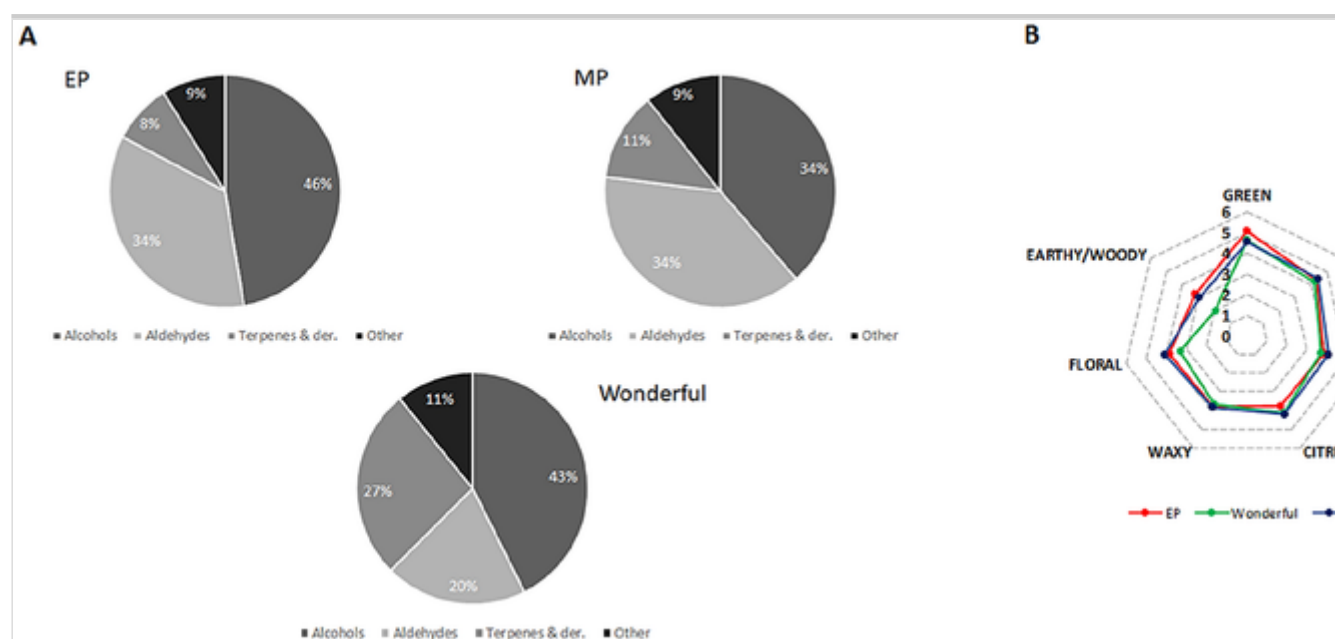 A
EP
9%
8%
46%
34%
Alcohols Aldehydes Terpenes & der. Other
MP
9%
11%
34%
34%
Alcohols Aldehydes Terpenes & der. Other
Wonderful
11%
43%
27%
20%
Alcohols Aldehydes Terpenes & der. Other
B
GREEN
6
5
4
3
2
1
0
EARTHY/WOODY
FLORAL
WAXY
CITR
EP Wonderful